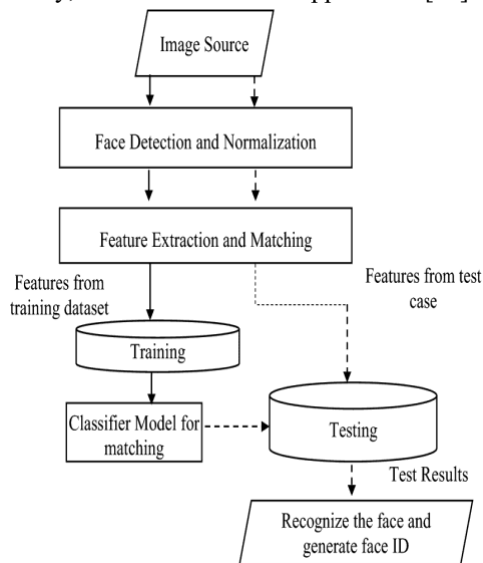 Image Source
Face Detection and Normalization
Feature Extraction and Matching
Features from
training dataset
Features from test
case
Training
Classifier Model for
matching
Testing
Test Results
Recognize the face and
generate face ID